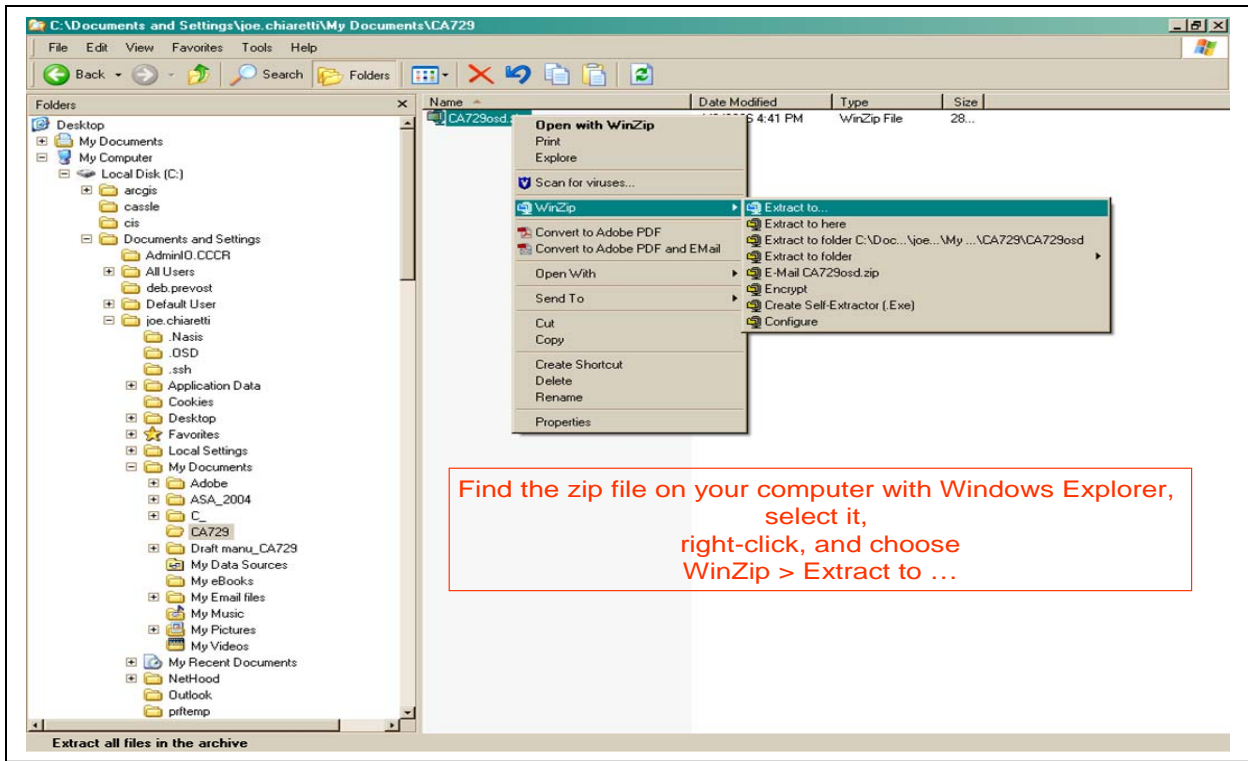 C:\Documents and Settings\joe.chiaretti\My Documents\CA729
File Edit View Favorites Tools Help
Back Search Folders
Folders
Desktop
My Documents
My Computer
Local Disk (C:)
arcgis
cassle
cis
Documents and Settings
AdminIO.CCCR
All Users
deb.prevost
Default User
joe.chiaretti
.Nasis
.OSD
.ssh
Application Data
Cookies
Desktop
Favorites
Local Settings
My Documents
Adobe
ASA_2004
C_
CA729
Draft manu_CA729
My Data Sources
My eBooks
My Email files
My Music
My Pictures
My Videos
My Recent Documents
NetHood
Outlook
prftemp
Name Date Modified Type Size
4:41 PM WinZip File 28...
Open with WinZip
Print
Explore
Scan for viruses...
WinZip
Convert to Adobe PDF
Convert to Adobe PDF and EMail
Open With
Send To
Cut
Copy
Create Shortcut
Delete
Rename
Properties
Extract to...
Extract to here
Extract to folder C:\Doc...\joe...\My ...\CA729\CA729osd
Extract to folder
E-Mail CA729osd.zip
Encrypt
Create Self-Extractor (.Exe)
Configure
Find the zip file on your computer with Windows Explorer,
select it,
right-click, and choose
WinZip > Extract to …
Extract all files in the archive